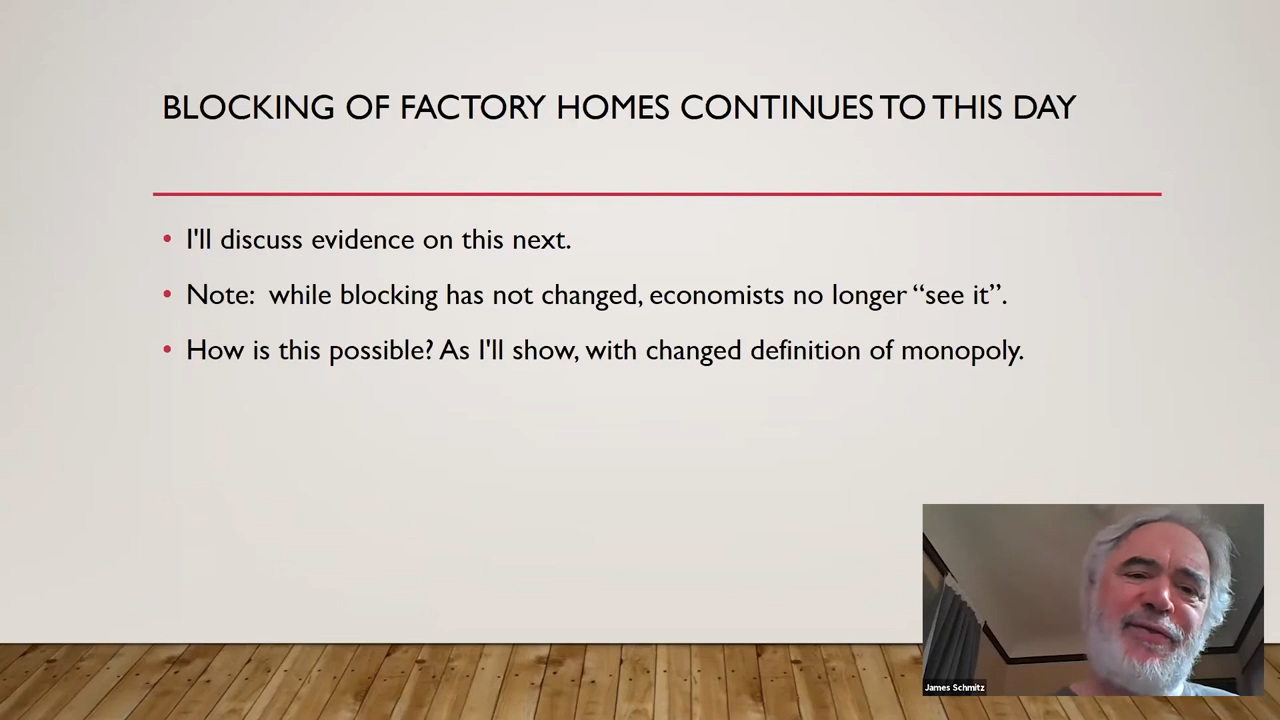 BLOCKING OF FACTORY HOMES CONTINUES TO THIS DAY
• I'll discuss evidence on this next.
• Note:  while blocking has not changed, economists no longer “see it”.
• How is this possible? As I'll show, with changed definition of monopoly.
James Schmitz